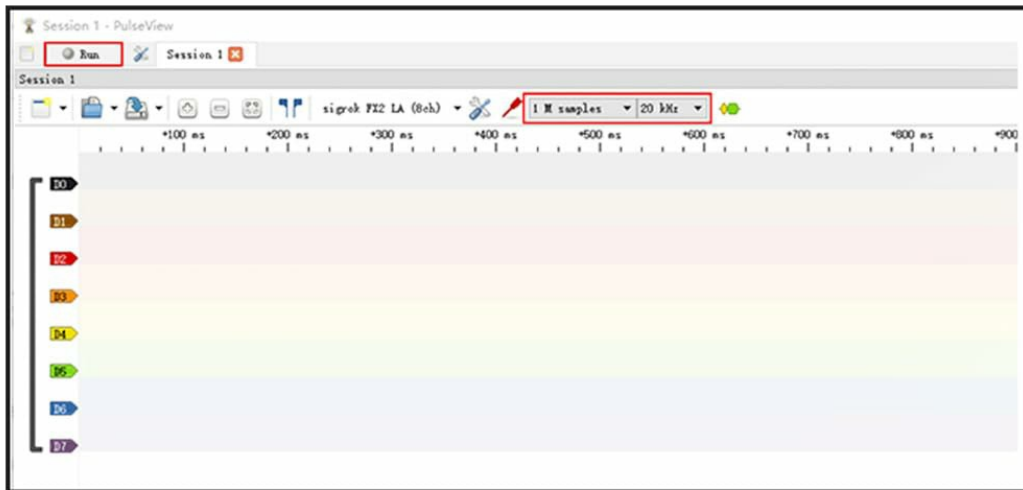 Session 1 - PulseView
Run Session 1
Session 1
sigrok FX2 LA (8ch) 1 M samples 20 kHz
+100 ms +200 ms +300 ms +400 ms +500 ms +600 ms +700 ms +800 ms +900
D0
D1
D2
D3
D4
D5
D6
D7